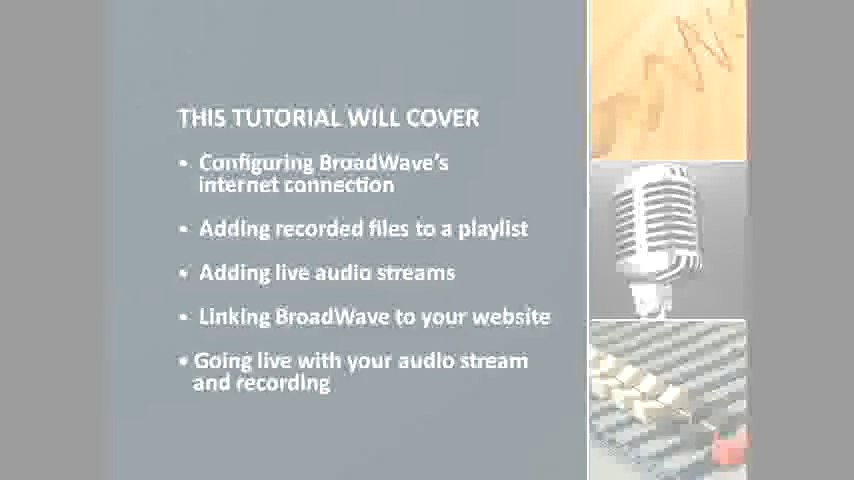 THIS TUTORIAL WILL COVER
• Configuring BroadWave's
internet connection
• Adding recorded files to a playlist
• Adding live audio streams
• Linking BroadWave to your website
• Going live with your audio stream
and recording